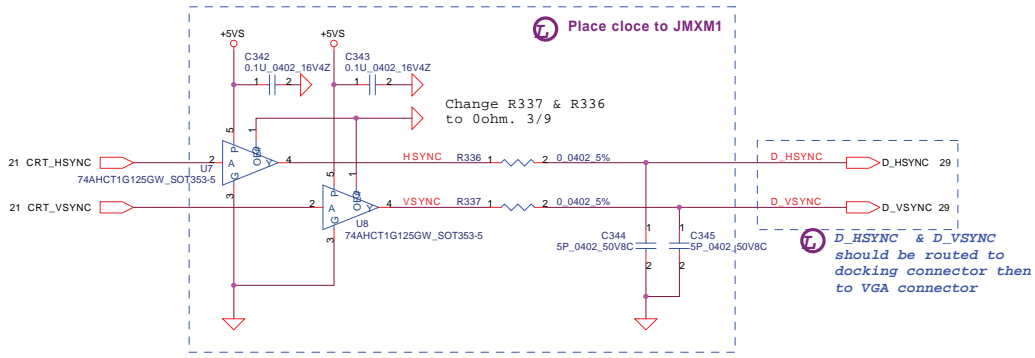 Place cloce to JMXM1
+5VS
+5VS
C342
0.1U_0402_16V4Z
1
2
C343
0.1U_0402_16V4Z
1
2
Change R337 & R336
to 0ohm. 3/9
5
1
P
OE#
21 CRT_HSYNC
2
A
Y
4
HSYNC
R336
1
2
0_0402_5%
D_HSYNC
D_HSYNC 29
U7
G
74AHCT1G125GW_SOT353-5
3
5
1
P
OE#
21 CRT_VSYNC
2
A
Y
4
VSYNC
R337
1
2
0_0402_5%
D_VSYNC
D_VSYNC 29
G
U8
3
74AHCT1G125GW_SOT353-5
C344
5P_0402_50V8C
1
2
C345
5P_0402_50V8C
1
2
D_HSYNC & D_VSYNC
should be routed to
docking connector then
to VGA connector